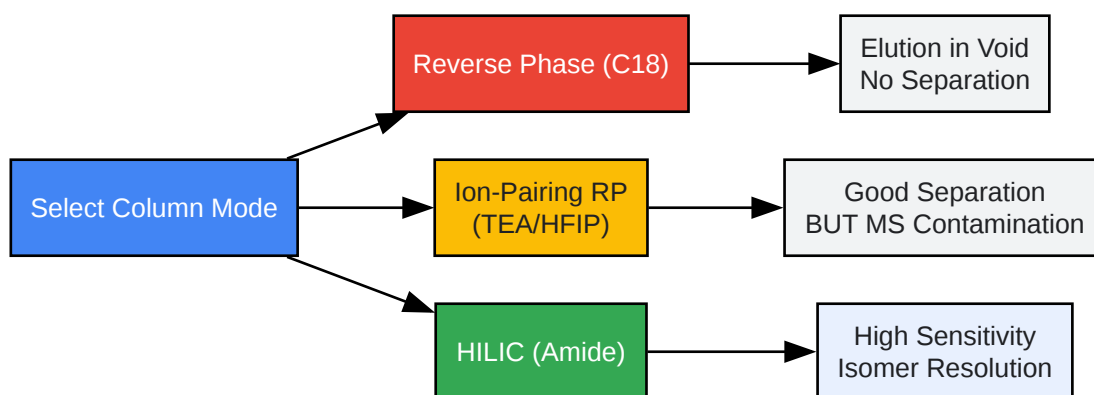 Reverse Phase (C18)
Elution in Void
No Separation
Select Column Mode
Ion-Pairing RP
(TEA/HFIP)
Good Separation
BUT MS Contamination
HILIC (Amide)
High Sensitivity
Isomer Resolution